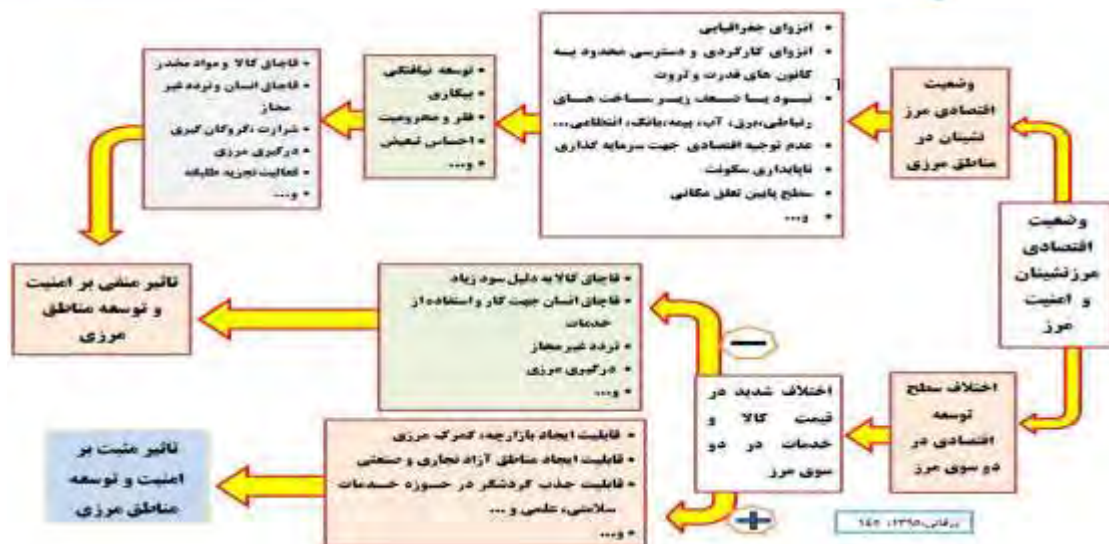 وضعیت
اقتصادی
مرزنشینان
و امنیت
مرز
وضعیت
اقتصادی مرز
نشینان در
مناطق مرزی
• انزوای جغرافیایی
• انزوای کارکردی و دسترسی محدود به
کانون های قدرت و ثروت
• نبود یا ضعف زیر ساخت های
ارتباطی،برق، آب، بیمه،بانک، انتظامی...
• عدم توجیه اقتصادی جهت سرمایه گذاری
• ناپایداری سکونت
• سطح پایین تعلق مکانی
• و...
• توسعه نیافتگی
• بیکاری
• فقر و محرومیت
• احساس تبعیض
• و...
• قاچاق کالا و مواد مخدر
• قاچاق انسان و تردد غیر
مجاز
• شرارت ،گروگان گیری
• درگیری مرزی
• فعالیت تجزیه طلبانه
• و...
تاثیر منفی بر امنیت
و توسعه مناطق
مرزی
اختلاف سطح
توسعه
اقتصادی در
دو سوی مرز
اختلاف شدید در
قیمت کالا و
خدمات در دو
سوی مرز
• قاچاق کالا به دلیل سود زیاد
• قاچاق انسان جهت کار و استفاده از
خدمات
• تردد غیر مجاز
• درگیری مرزی
• و...
• قابلیت ایجاد بازارچه، گمرک مرزی
• قابلیت ایجاد مناطق آزاد تجاری و صنعتی
• قابلیت جذب گردشگر در حوزه خدمات
سلامتی، علمی و ...
• و...
تاثیر مثبت بر
امنیت و توسعه
مناطق مرزی